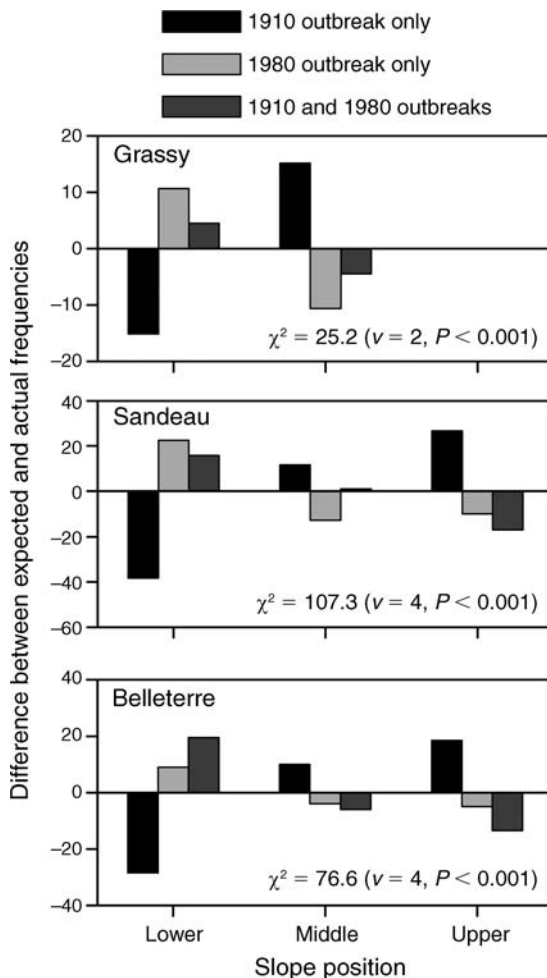 1910 outbreak only
1980 outbreak only
1910 and 1980 outbreaks
Difference between expected and actual frequencies
20
Grassy
10
0
–10
χ² = 25.2 (v = 2, P < 0.001)
–20
40
Sandeau
20
0
–20
–40
χ² = 107.3 (v = 4, P < 0.001)
–60
40
Belleterre
20
0
–20
χ² = 76.6 (v = 4, P < 0.001)
–40
Lower Middle Upper
Slope position